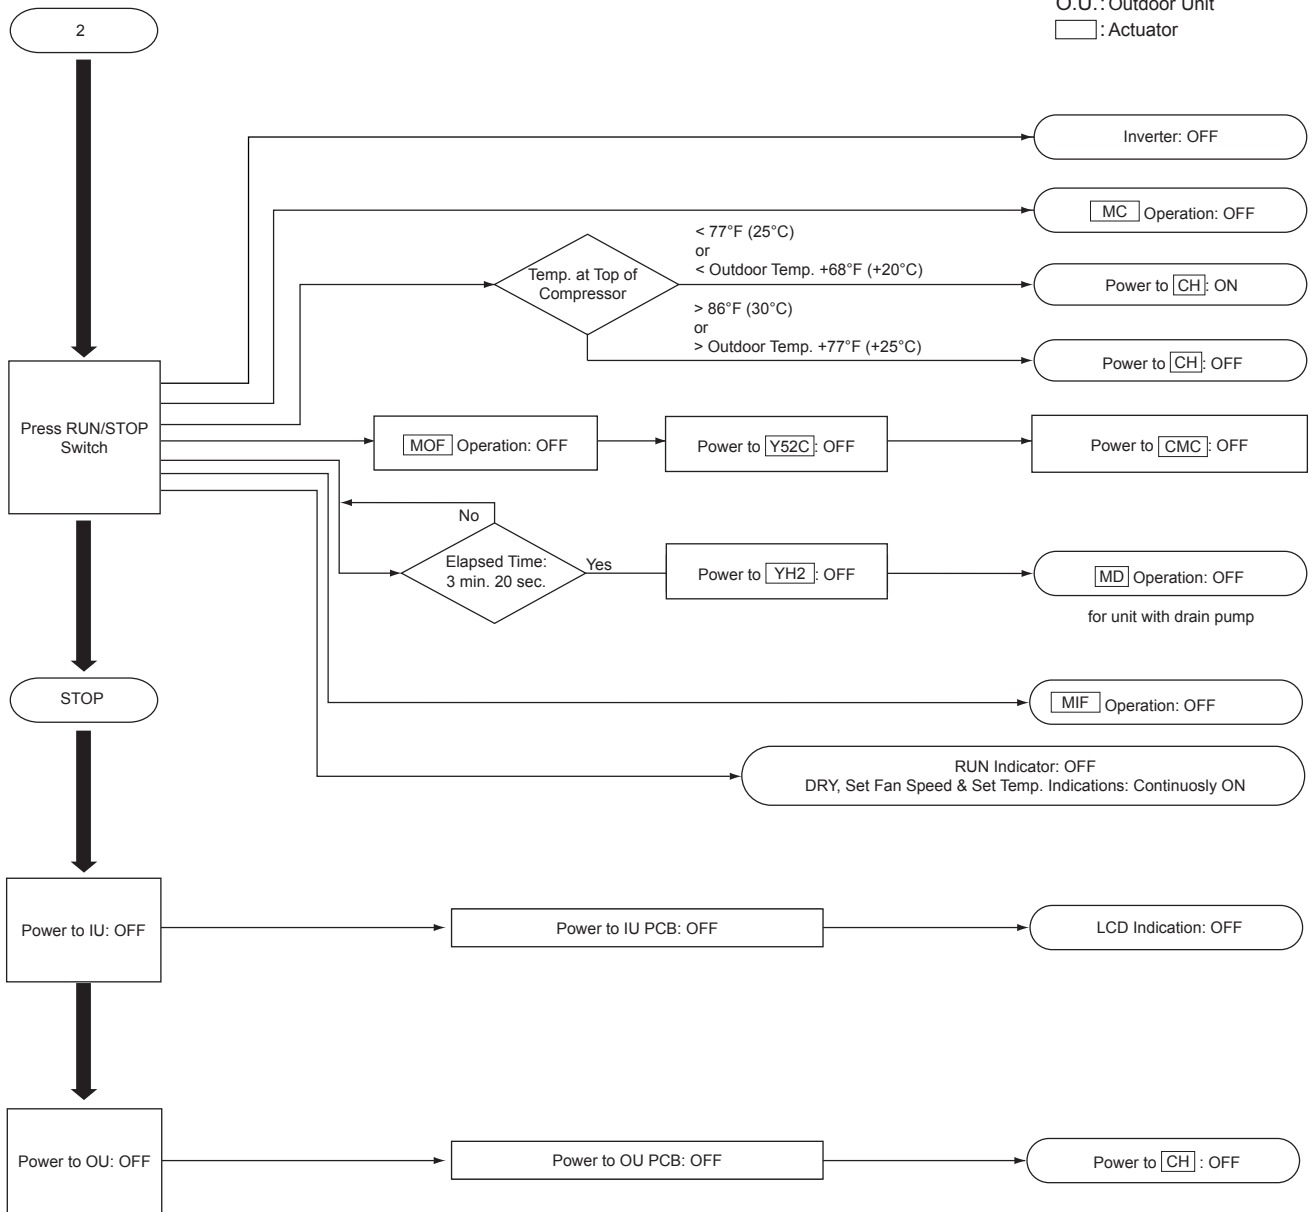 O.U.: Outdoor Unit
: Actuator
2
Inverter: OFF
MC Operation: OFF
< 77°F (25°C)
or
< Outdoor Temp. +68°F (+20°C)
Temp. at Top of
Compressor
Power to CH: ON
> 86°F (30°C)
or
> Outdoor Temp. +77°F (+25°C)
Power to CH: OFF
Press RUN/STOP
Switch
MOF Operation: OFF
Power to Y52C: OFF
Power to CMC: OFF
No
Elapsed Time:
3 min. 20 sec.
Yes
Power to YH2: OFF
MD Operation: OFF
for unit with drain pump
STOP
MIF Operation: OFF
RUN Indicator: OFF
DRY, Set Fan Speed & Set Temp. Indications: Continuosly ON
Power to IU: OFF
Power to IU PCB: OFF
LCD Indication: OFF
Power to OU: OFF
Power to OU PCB: OFF
Power to CH : OFF